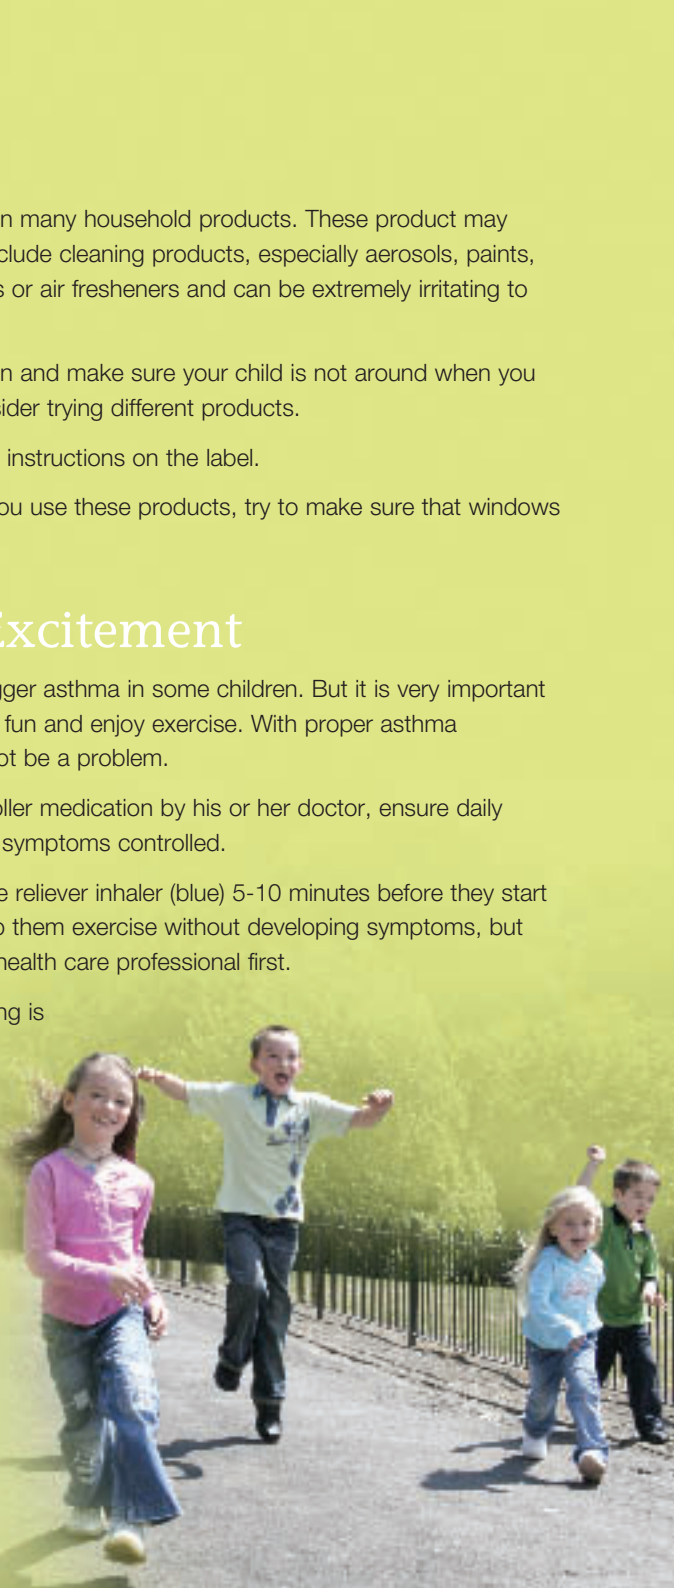 n many household products. These product may
clude cleaning products, especially aerosols, paints,
s or air fresheners and can be extremely irritating to
n and make sure your child is not around when you
sider trying different products.
instructions on the label.
ou use these products, try to make sure that windows
Excitement
gger asthma in some children. But it is very important
fun and enjoy exercise. With proper asthma
ot be a problem.
oller medication by his or her doctor, ensure daily
symptoms controlled.
e reliever inhaler (blue) 5-10 minutes before they start
p them exercise without developing symptoms, but
health care professional first.
ng is